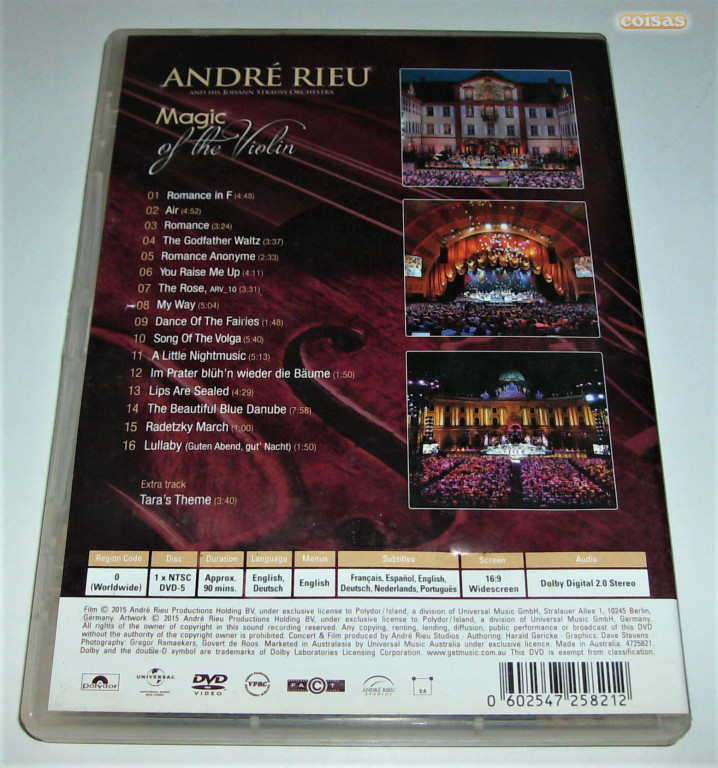 coisas
ANDRÉ RIEU
AND HIS JOHANN STRAUSS ORCHESTRA
Magic
of the Violin
01 Romance in F (4:48)
02 Air (4:52)
03 Romance (3:24)
04 The Godfather Waltz (3:37)
05 Romance Anonyme (2:33)
06 You Raise Me Up (4:11)
07 The Rose, ARV_10 (3:31)
08 My Way (5:04)
09 Dance Of The Fairies (1:48)
10 Song Of The Volga (5:40)
11 A Little Nightmusic (5:13)
12 Im Prater blüh'n wieder die Bäume (1:50)
13 Lips Are Sealed (4:29)
14 The Beautiful Blue Danube (7:58)
15 Radetzky March (1:00)
16 Lullaby (Guten Abend, gut' Nacht) (1:50)
Extra track
Tara's Theme (3:40)
Region Code Disc Duration Language Menus Subtitles Screen Audio
0 (Worldwide) 1 x NTSC DVD-5 Approx. 90 mins. English, Deutsch English Français, Español, English, Deutsch, Nederlands, Português 16:9 Widescreen Dolby Digital 2.0 Stereo
Film © 2015 André Rieu Productions Holding BV, under exclusive license to Polydor/Island, a division of Universal Music GmbH, Stralauer Allee 1, 10245 Berlin,
Germany. Artwork © 2015 André Rieu Productions Holding BV, under exclusive license to Polydor/Island, a division of Universal Music GmbH, Germany.
All rights of the owner of copyright in this sound recording reserved. Any copying, renting, lending, diffusion, public performance or broadcast of this DVD
without the authority of the copyright owner is prohibited. Concert & Film produced by André Rieu Studios · Authoring: Harald Gericke · Graphics: Dave Stevens
Photography: Gregor Ramaekers, Govert de Roos. Marketed in Australasia by Universal Music Australia under exclusive licence. Made in Australia. 4725821.
Dolby and the double-D symbol are trademarks of Dolby Laboratories Licensing Corporation. www.getmusic.com.au This DVD is exempt from classification.
polydor
UNIVERSAL
DVD
VIDEO
VPRC
FACT
ANDRÉ RIEU
STUDIOS
0 602547 258212